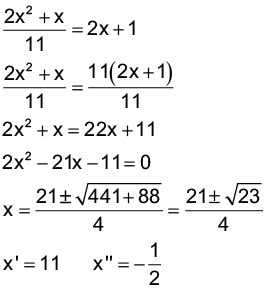 (2x² + x)/11 = 2x + 1
(2x² + x)/11 = 11(2x + 1)/11
2x² + x = 22x + 11
2x² − 21x − 11 = 0
x = (21 ± √(441 + 88))/4 = (21 ± √23)/4
x' = 11 x'' = −1/2